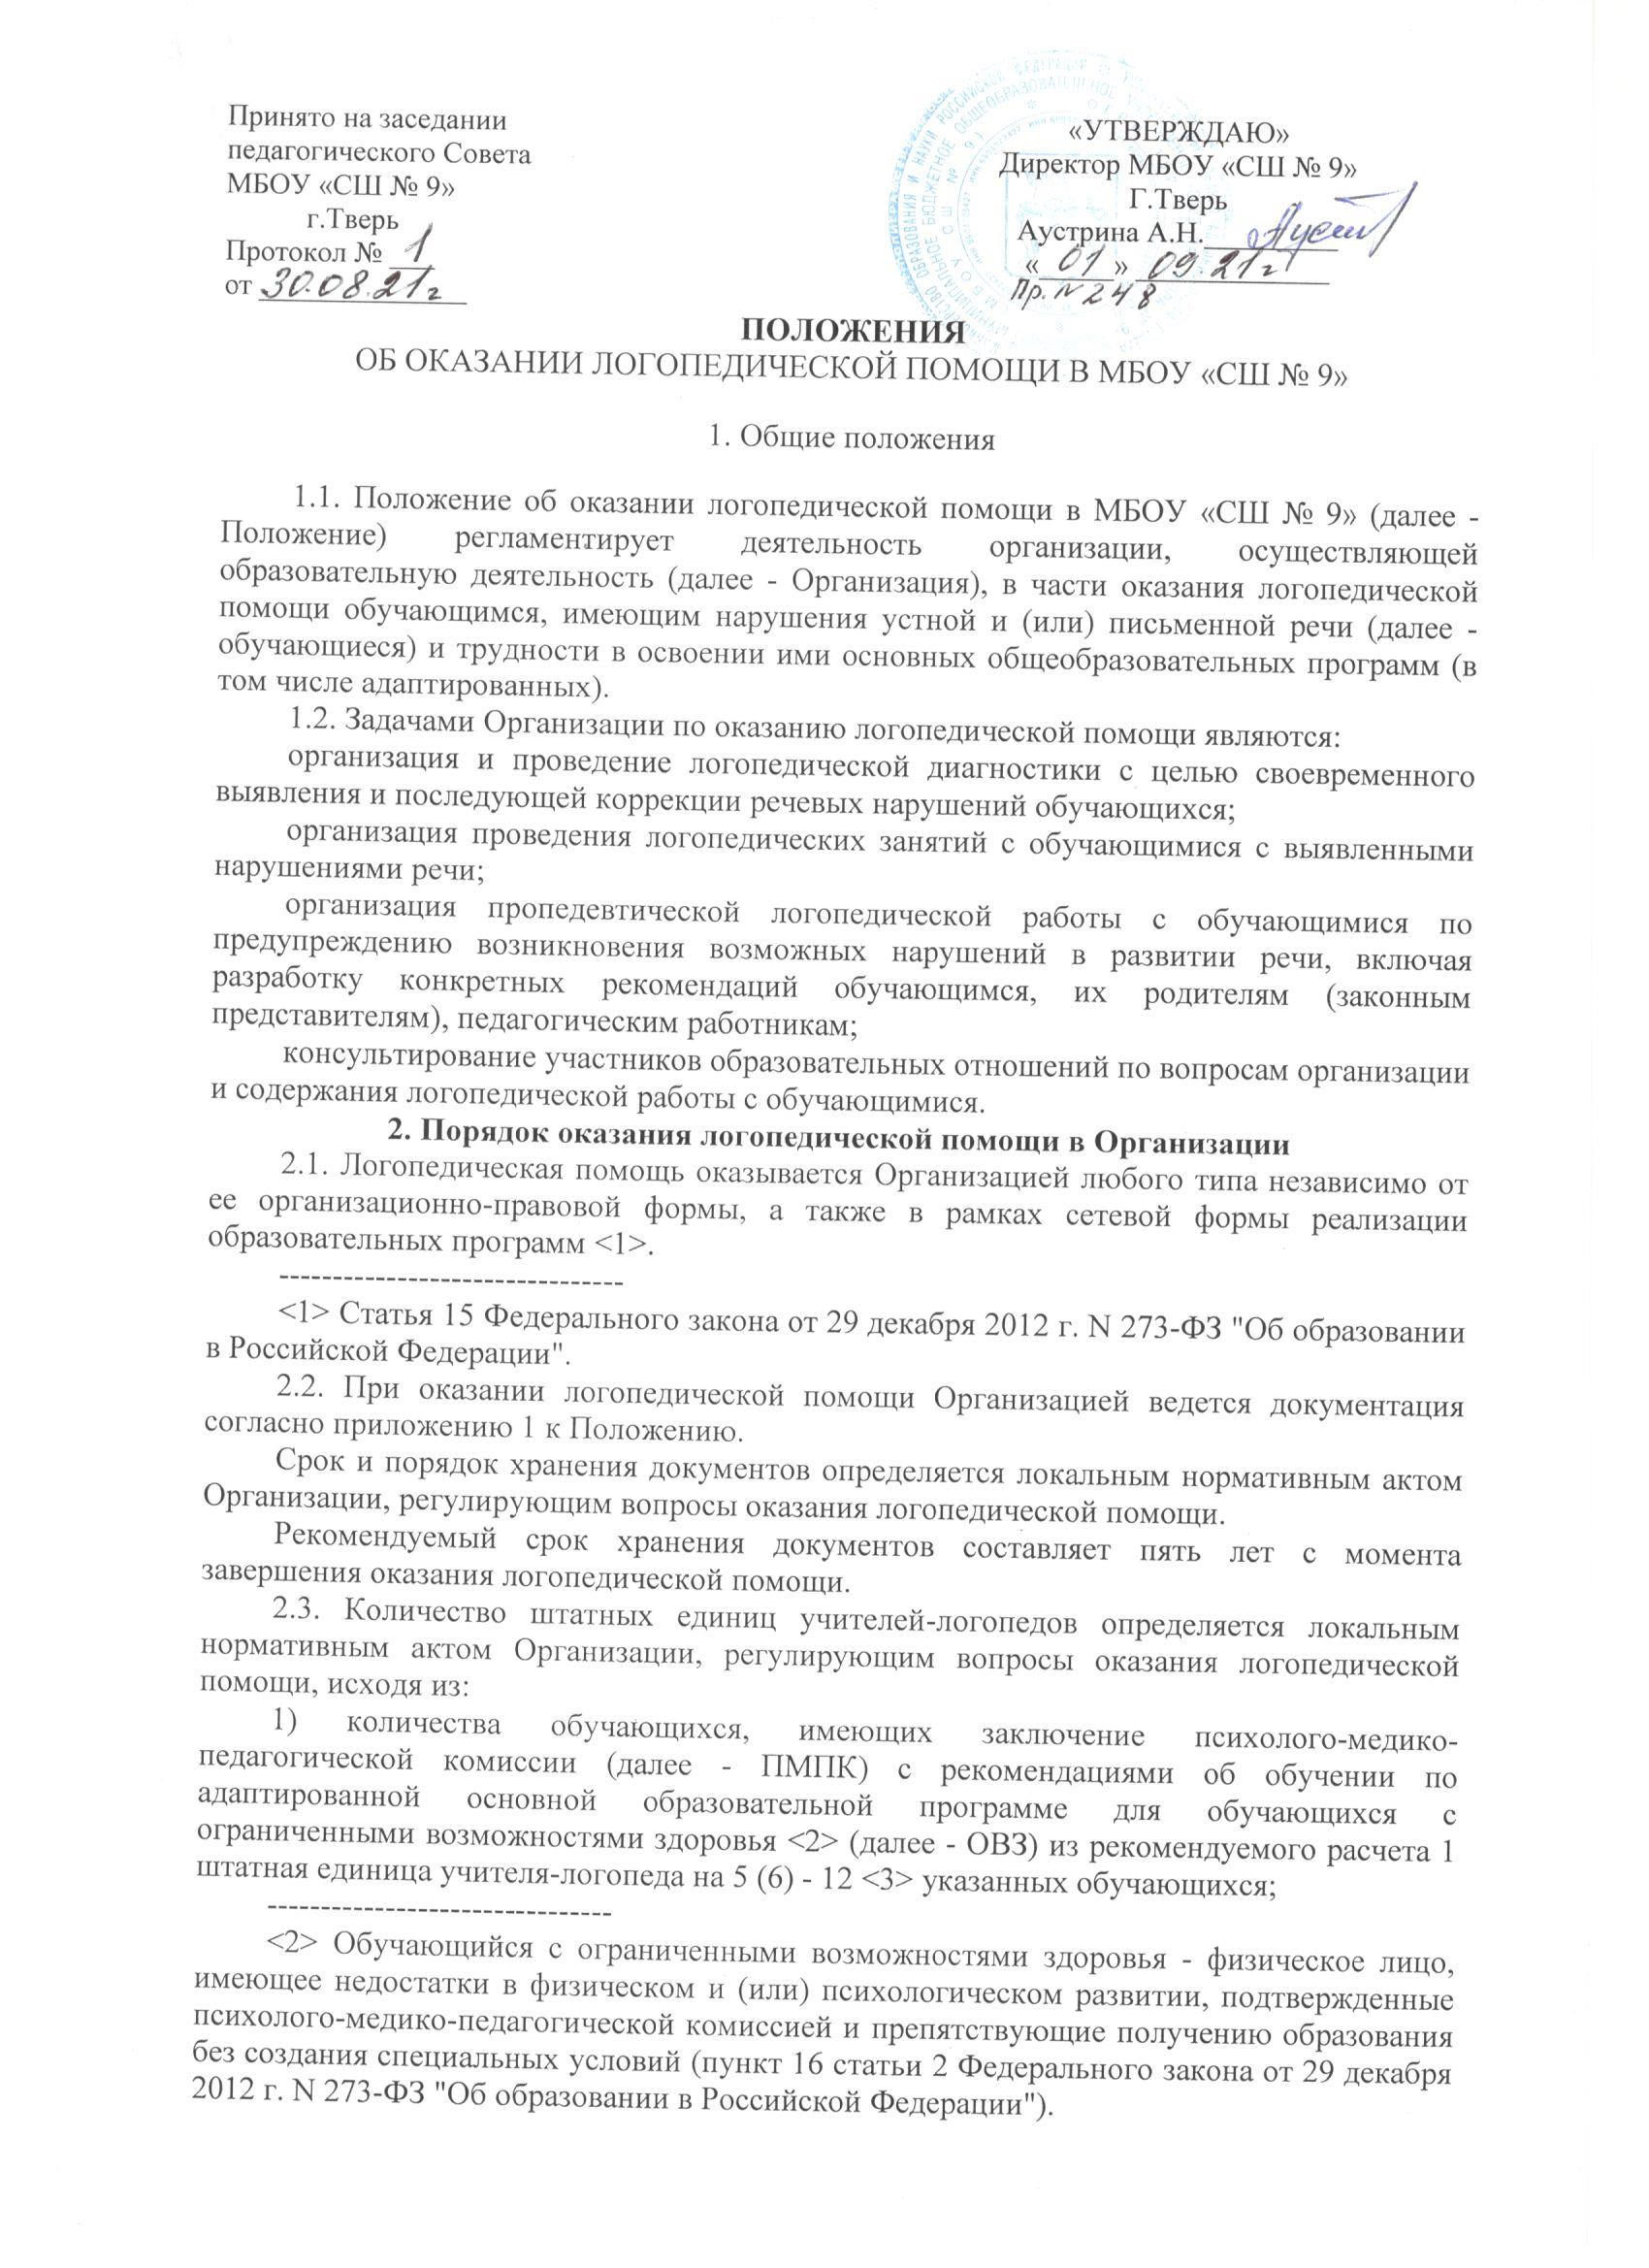 Принято на заседании
педагогического Совета
МБОУ «СШ № 9»
г.Тверь
Протокол № 1
от 30.08.21г
«УТВЕРЖДАЮ»
Директор МБОУ «СШ № 9»
Г.Тверь
Аустрина А.Н.
«01» 09.21г
Пр. N 248
ПОЛОЖЕНИЯ
ОБ ОКАЗАНИИ ЛОГОПЕДИЧЕСКОЙ ПОМОЩИ В МБОУ «СШ № 9»
1. Общие положения
1.1. Положение об оказании логопедической помощи в МБОУ «СШ № 9» (далее -
Положение) регламентирует деятельность организации, осуществляющей
образовательную деятельность (далее - Организация), в части оказания логопедической
помощи обучающимся, имеющим нарушения устной и (или) письменной речи (далее -
обучающиеся) и трудности в освоении ими основных общеобразовательных программ (в
том числе адаптированных).
1.2. Задачами Организации по оказанию логопедической помощи являются:
организация и проведение логопедической диагностики с целью своевременного
выявления и последующей коррекции речевых нарушений обучающихся;
организация проведения логопедических занятий с обучающимися с выявленными
нарушениями речи;
организация пропедевтической логопедической работы с обучающимися по
предупреждению возникновения возможных нарушений в развитии речи, включая
разработку конкретных рекомендаций обучающимся, их родителям (законным
представителям), педагогическим работникам;
консультирование участников образовательных отношений по вопросам организации
и содержания логопедической работы с обучающимися.
2. Порядок оказания логопедической помощи в Организации
2.1. Логопедическая помощь оказывается Организацией любого типа независимо от
ее организационно-правовой формы, а также в рамках сетевой формы реализации
образовательных программ <1>.
--------------------------------
<1> Статья 15 Федерального закона от 29 декабря 2012 г. N 273-ФЗ "Об образовании
в Российской Федерации".
2.2. При оказании логопедической помощи Организацией ведется документация
согласно приложению 1 к Положению.
Срок и порядок хранения документов определяется локальным нормативным актом
Организации, регулирующим вопросы оказания логопедической помощи.
Рекомендуемый срок хранения документов составляет пять лет с момента
завершения оказания логопедической помощи.
2.3. Количество штатных единиц учителей-логопедов определяется локальным
нормативным актом Организации, регулирующим вопросы оказания логопедической
помощи, исходя из:
1) количества обучающихся, имеющих заключение психолого-медико-
педагогической комиссии (далее - ПМПК) с рекомендациями об обучении по
адаптированной основной образовательной программе для обучающихся с
ограниченными возможностями здоровья <2> (далее - ОВЗ) из рекомендуемого расчета 1
штатная единица учителя-логопеда на 5 (6) - 12 <3> указанных обучающихся;
--------------------------------
<2> Обучающийся с ограниченными возможностями здоровья - физическое лицо,
имеющее недостатки в физическом и (или) психологическом развитии, подтвержденные
психолого-медико-педагогической комиссией и препятствующие получению образования
без создания специальных условий (пункт 16 статьи 2 Федерального закона от 29 декабря
2012 г. N 273-ФЗ "Об образовании в Российской Федерации").